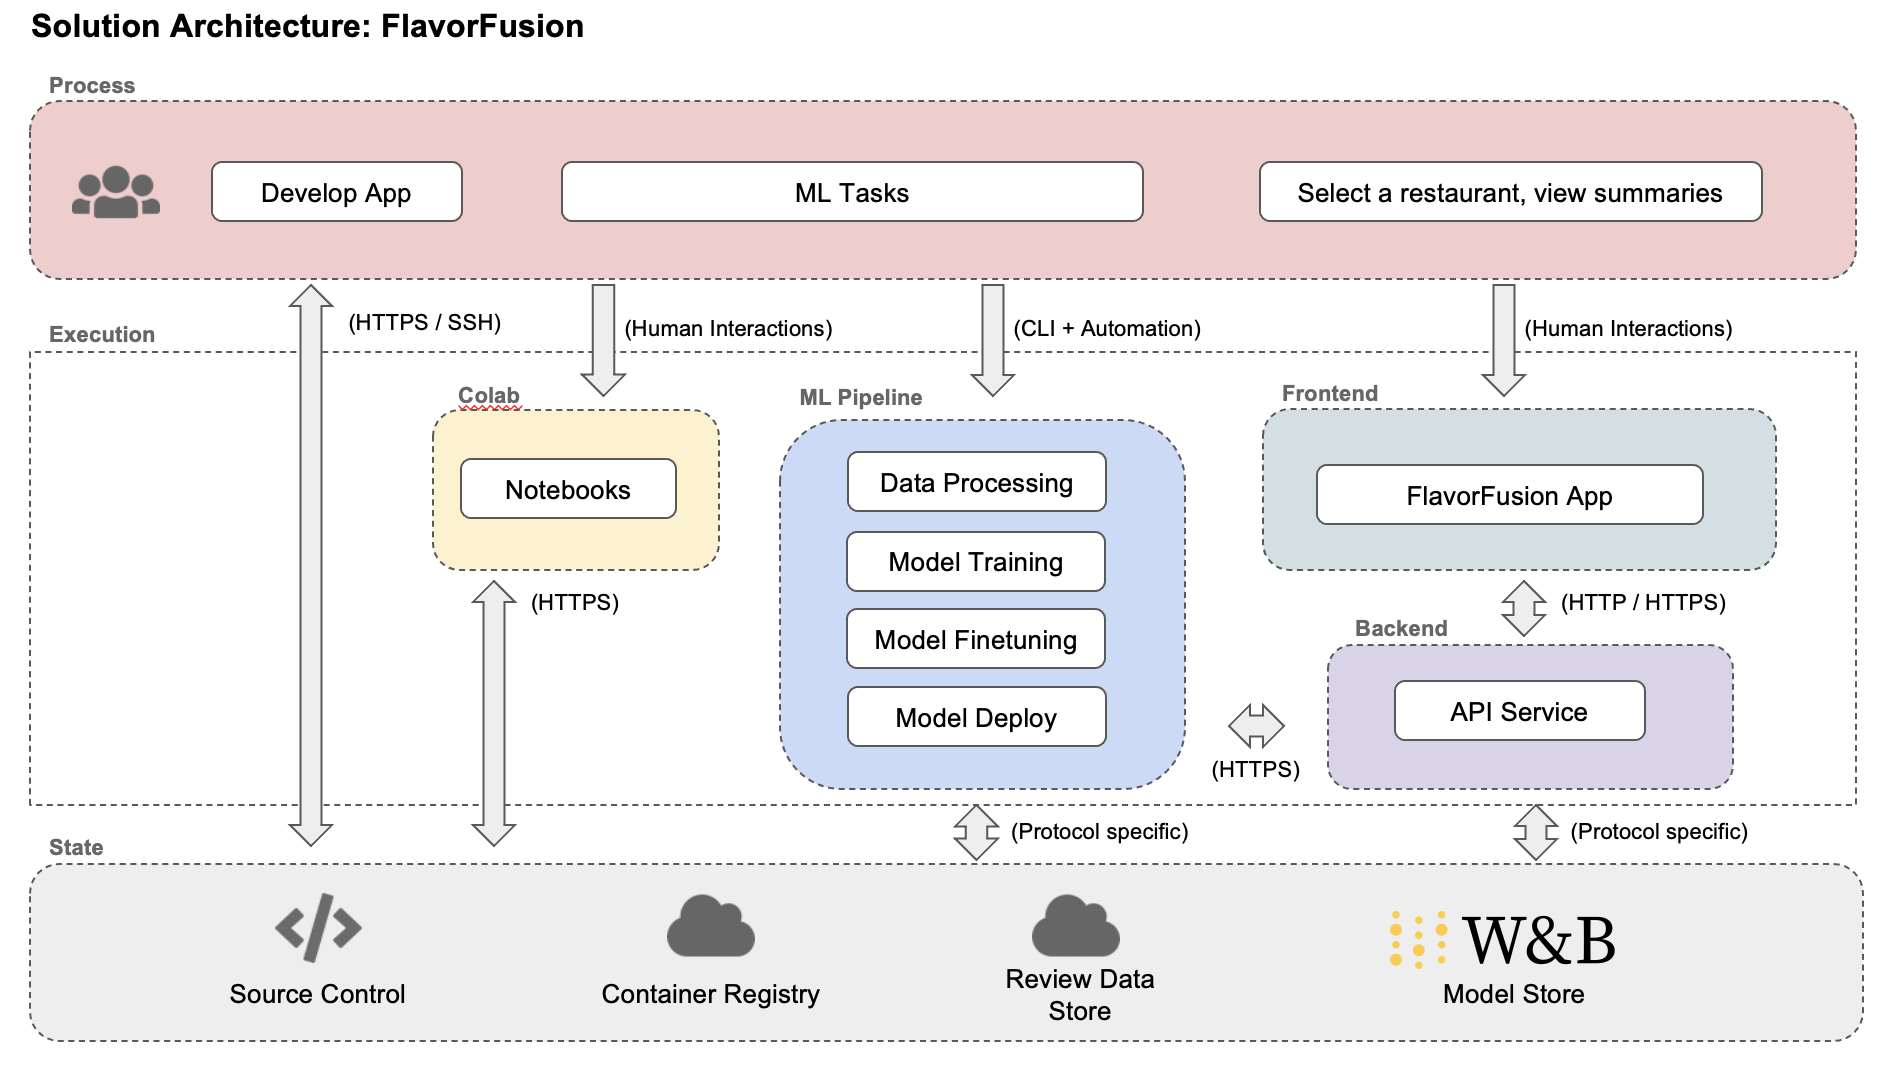 Solution Architecture: FlavorFusion
Process
Develop App
ML Tasks
Select a restaurant, view summaries
(HTTPS / SSH)
(Human Interactions)
(CLI + Automation)
(Human Interactions)
Execution
Colab
ML Pipeline
Frontend
Notebooks
Data Processing
FlavorFusion App
Model Training
(HTTPS)
(HTTP / HTTPS)
Model Finetuning
Backend
Model Deploy
API Service
(HTTPS)
(Protocol specific)
(Protocol specific)
State
W&B
Source Control
Container Registry
Review Data
Store
Model Store